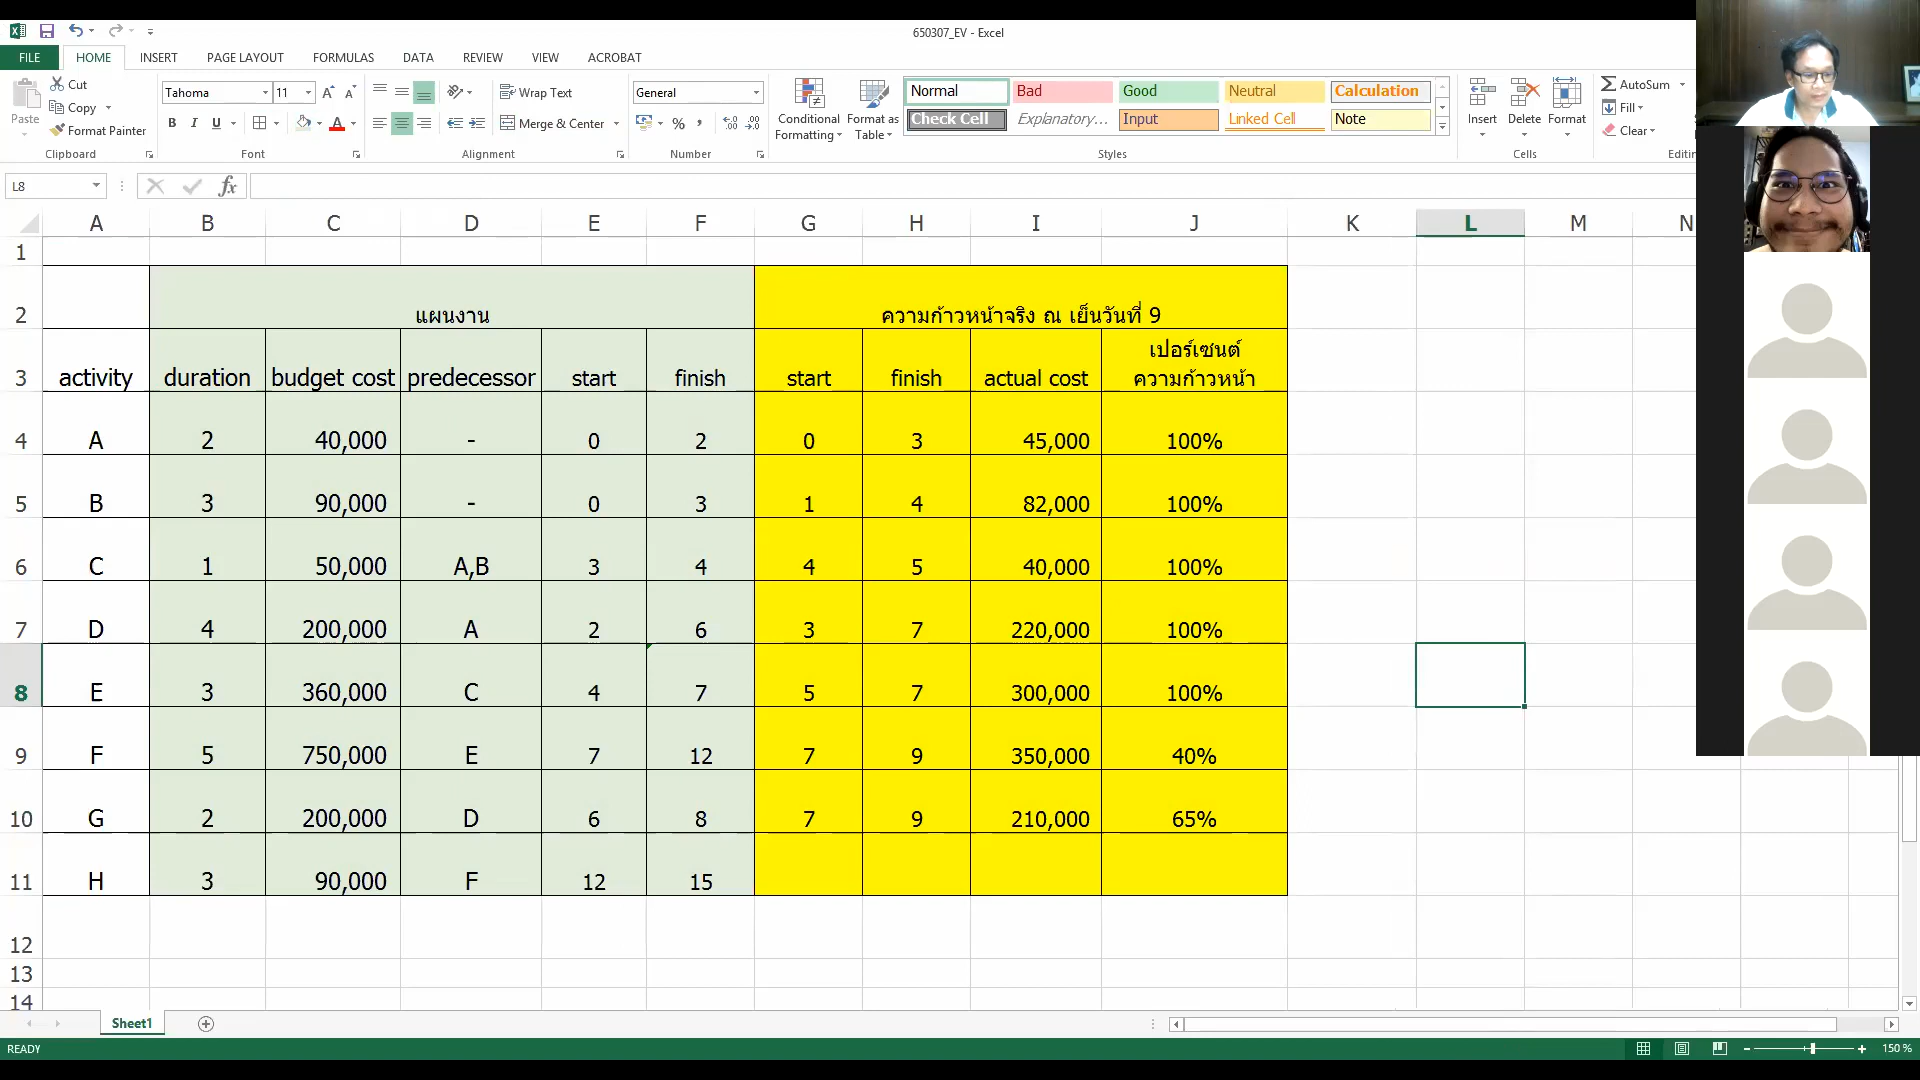 650307_EV - Excel
FILE HOME INSERT PAGE LAYOUT FORMULAS DATA REVIEW VIEW ACROBAT
Paste
Cut
Copy
Format Painter
Clipboard
Tahoma 11
B I U
Font
Wrap Text
Merge & Center
Alignment
General
%
Number
Conditional Formatting
Format as Table
Normal Bad Good Neutral Calculation
Check Cell Explanatory... Input Linked Cell Note
Styles
Insert Delete Format
Cells
AutoSum
Fill
Clear
Editin
L8
fx
A B C D E F G H I J K L M N
1
2 แผนงาน ความก้าวหน้าจริง ณ เย็นวันที่ 9
3 activity duration budget cost predecessor start finish start finish actual cost เปอร์เซนต์
ความก้าวหน้า
4 A 2 40,000 - 0 2 0 3 45,000 100%
5 B 3 90,000 - 0 3 1 4 82,000 100%
6 C 1 50,000 A,B 3 4 4 5 40,000 100%
7 D 4 200,000 A 2 6 3 7 220,000 100%
8 E 3 360,000 C 4 7 5 7 300,000 100%
9 F 5 750,000 E 7 12 7 9 350,000 40%
10 G 2 200,000 D 6 8 7 9 210,000 65%
11 H 3 90,000 F 12 15
12
13
14
Sheet1
READY
150 %